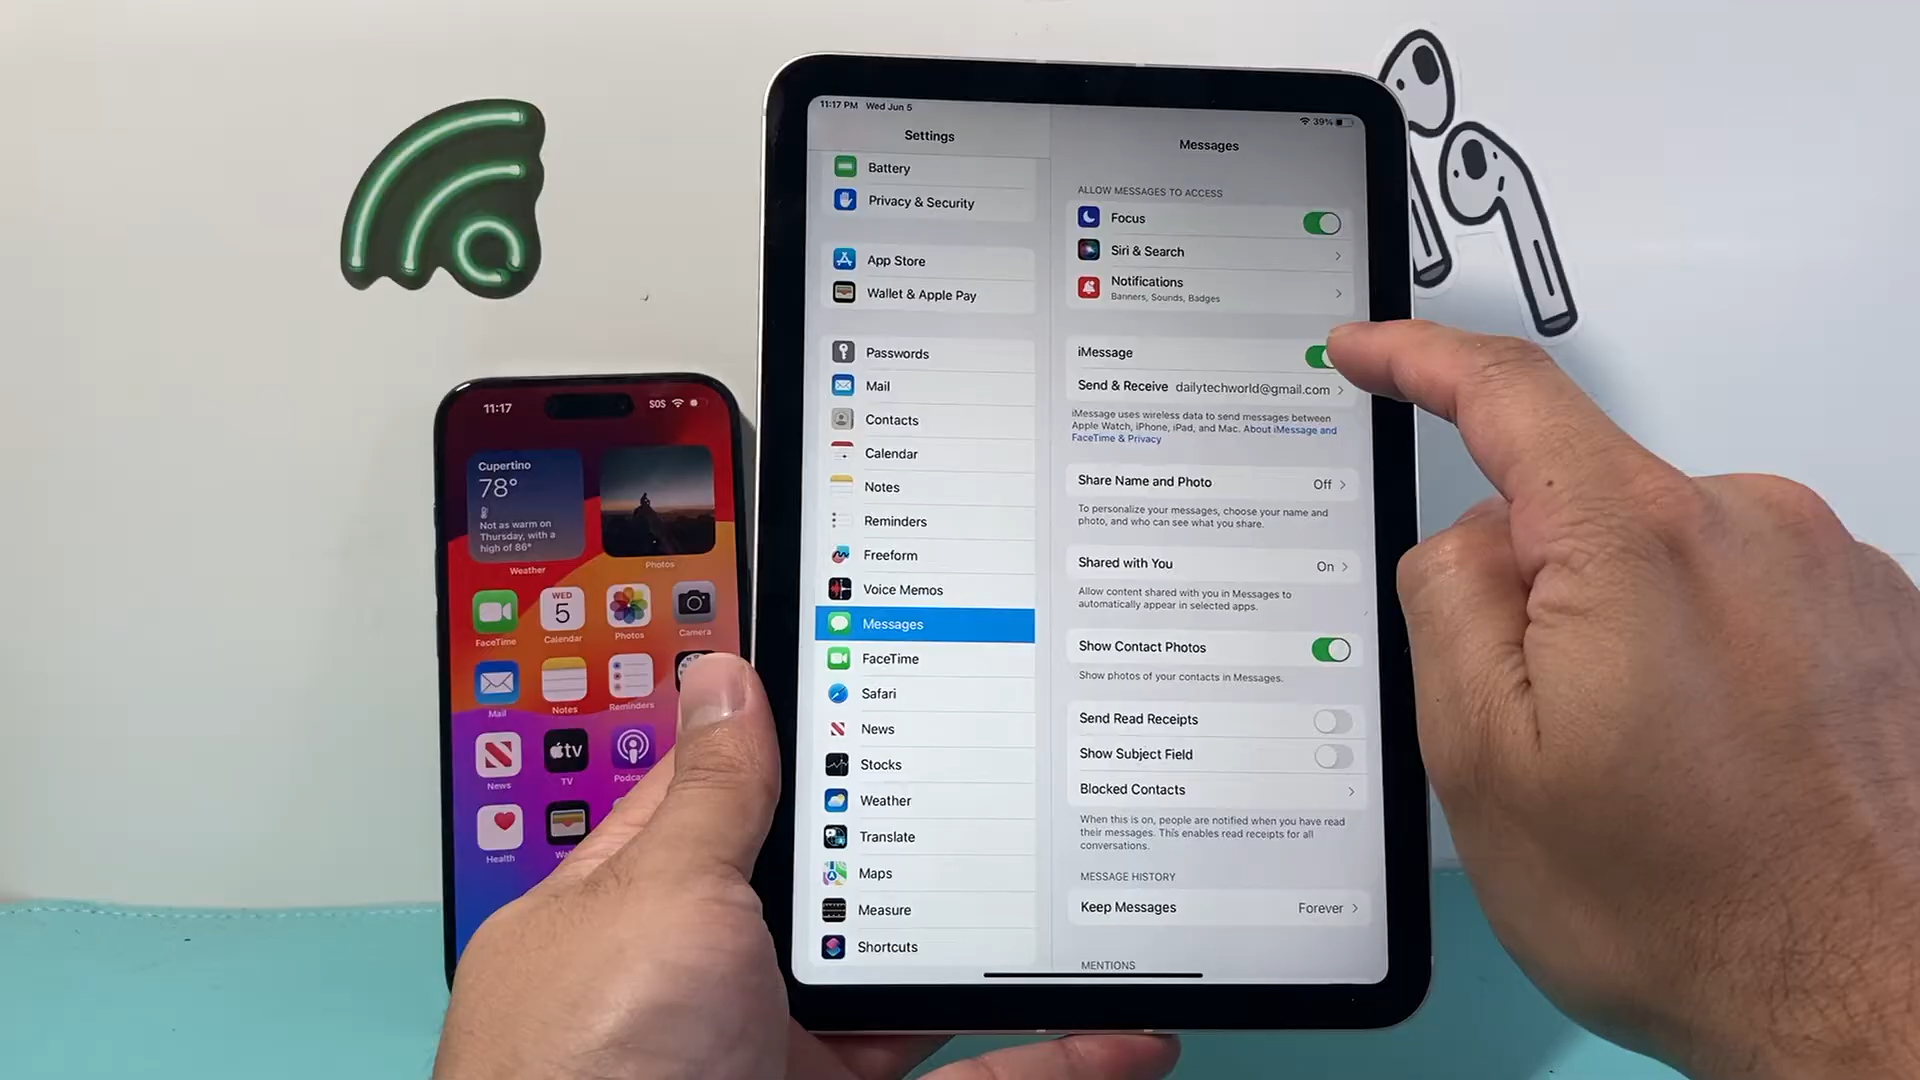 11:17
SOS
Cupertino
78°
Not as warm on
Thursday, with a
high of 86°
Weather
Photos
WED
5
FaceTime
Calendar
Photos
Camera
Mail
Notes
Reminders
tv
News
TV
Health
11:17 PM Wed Jun 5
Settings
Battery
Privacy & Security
App Store
Wallet & Apple Pay
Passwords
Mail
Contacts
Calendar
Notes
Reminders
Freeform
Voice Memos
Messages
FaceTime
Safari
News
Stocks
Weather
Translate
Maps
Measure
Shortcuts
39%
Messages
ALLOW MESSAGES TO ACCESS
Focus
Siri & Search
Notifications
Banners, Sounds, Badges
iMessage
Send & Receive dailytechworld@gmail.com
iMessage uses wireless data to send messages between
Apple Watch, iPhone, iPad, and Mac. About iMessage and
FaceTime & Privacy
Share Name and Photo Off
To personalize your messages, choose your name and
photo, and who can see what you share.
Shared with You On
Allow content shared with you in Messages to
automatically appear in selected apps.
Show Contact Photos
Show photos of your contacts in Messages.
Send Read Receipts
Show Subject Field
Blocked Contacts
When this is on, people are notified when you have read
their messages. This enables read receipts for all
conversations.
MESSAGE HISTORY
Keep Messages Forever
MENTIONS